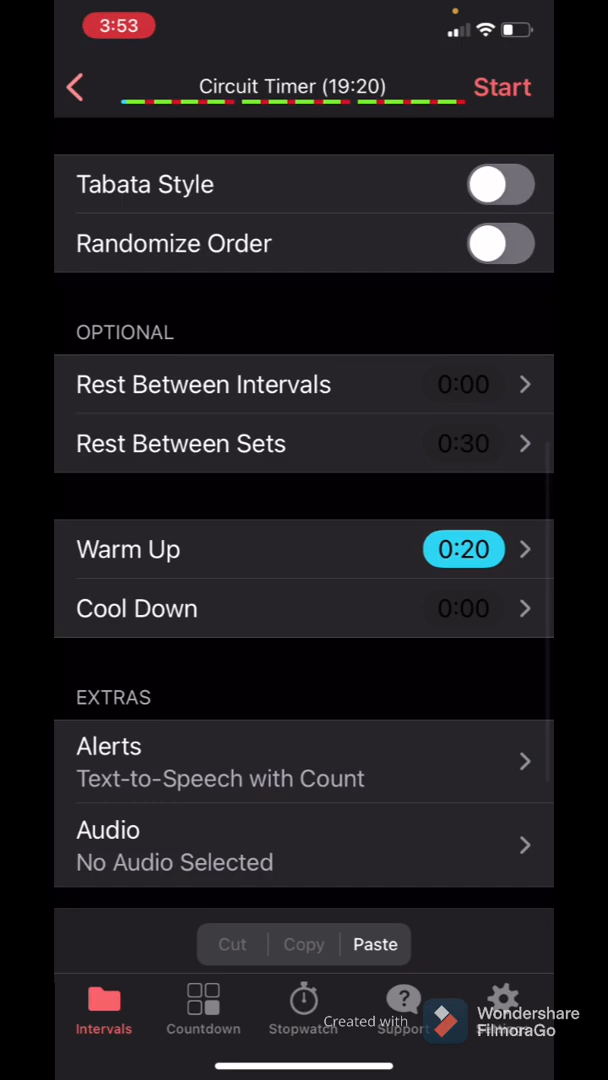 3:53
Circuit Timer (19:20)
Start
Tabata Style
Randomize Order
OPTIONAL
Rest Between Intervals 0:00
Rest Between Sets 0:30
Warm Up 0:20
Cool Down 0:00
EXTRAS
Alerts
Text-to-Speech with Count
Audio
No Audio Selected
Cut Copy Paste
Intervals Countdown Stopwatch Support
Created with Wondershare FilmoraGo